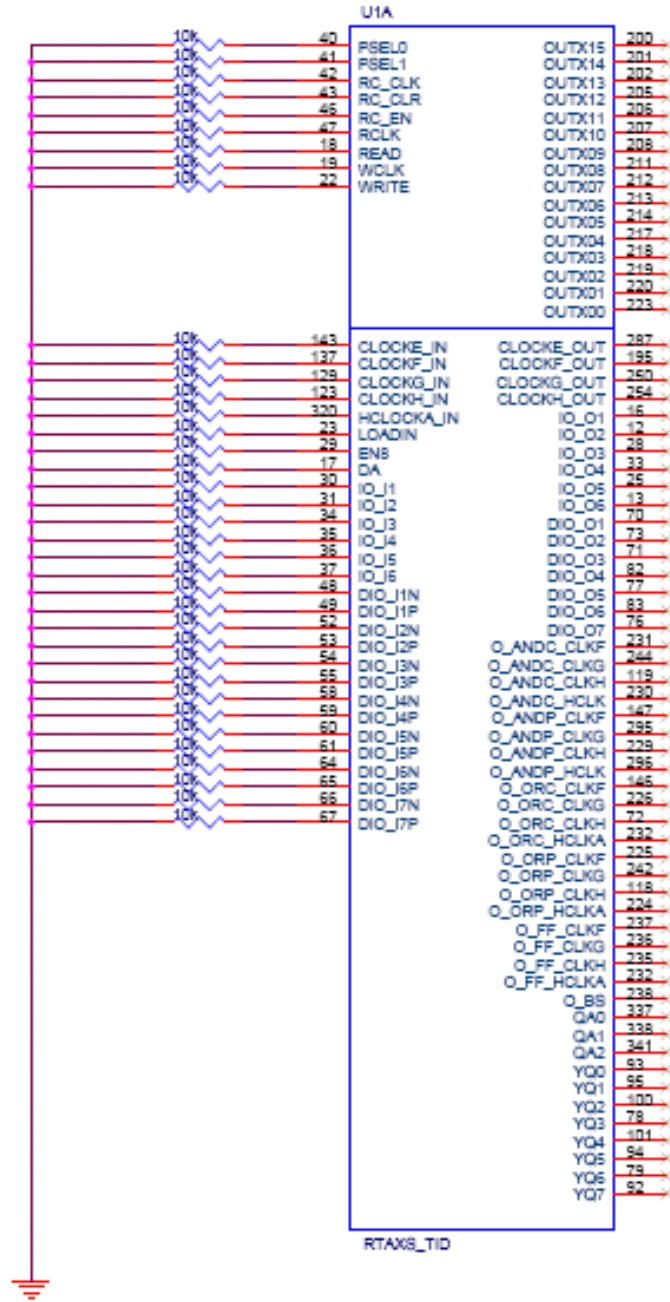 U1A
10k 40 PSEL0 OUTX15 200
10k 41 PSEL1 OUTX14 201
10k 42 RC_CLK OUTX13 202
10k 43 RC_CLR OUTX12 205
10k 46 RC_EN OUTX11 206
10k 47 RCLK OUTX10 207
10k 18 READ OUTX09 208
10k 19 WCLK OUTX08 211
10k 22 WRITE OUTX07 212
OUTX06 213
OUTX05 214
OUTX04 217
OUTX03 218
OUTX02 219
OUTX01 220
OUTX00 223
10k 143 CLOCKE_IN CLOCKE_OUT 287
10k 137 CLOCKF_IN CLOCKF_OUT 195
10k 129 CLOCKG_IN CLOCKG_OUT 250
10k 123 CLOCKH_IN CLOCKH_OUT 254
10k 320 HCLOCKA_IN IO_O1 16
10k 23 LOADIN IO_O2 12
10k 29 EN8 IO_O3 28
10k 17 DA IO_O4 33
10k 30 IO_I1 IO_O5 25
10k 31 IO_I2 IO_O6 13
10k 34 IO_I3 DIO_O1 70
10k 35 IO_I4 DIO_O2 73
10k 36 IO_I5 DIO_O3 71
10k 37 IO_I6 DIO_O4 82
10k 48 DIO_I1N DIO_O5 77
10k 49 DIO_I1P DIO_O6 83
10k 52 DIO_I2N DIO_O7 76
10k 53 DIO_I2P O_ANDC_CLKF 231
10k 54 DIO_I3N O_ANDC_CLKG 244
10k 55 DIO_I3P O_ANDC_CLKH 119
10k 58 DIO_I4N O_ANDC_HCLK 230
10k 59 DIO_I4P O_ANDP_CLKF 147
10k 60 DIO_I5N O_ANDP_CLKG 295
10k 61 DIO_I5P O_ANDP_CLKH 229
10k 64 DIO_I6N O_ANDP_HCLK 296
10k 65 DIO_I6P O_ORC_CLKF 146
10k 66 DIO_I7N O_ORC_CLKG 226
10k 67 DIO_I7P O_ORC_CLKH 72
O_ORC_HCLKA 232
O_ORP_CLKF 225
O_ORP_CLKG 242
O_ORP_CLKH 118
O_ORP_HCLKA 224
O_FF_CLKF 237
O_FF_CLKG 236
O_FF_CLKH 235
O_FF_HCLKA 232
O_BS 238
QA0 337
QA1 338
QA2 341
YQ0 93
YQ1 95
YQ2 100
YQ3 78
YQ4 101
YQ5 94
YQ6 79
YQ7 92
RTAXS_TID